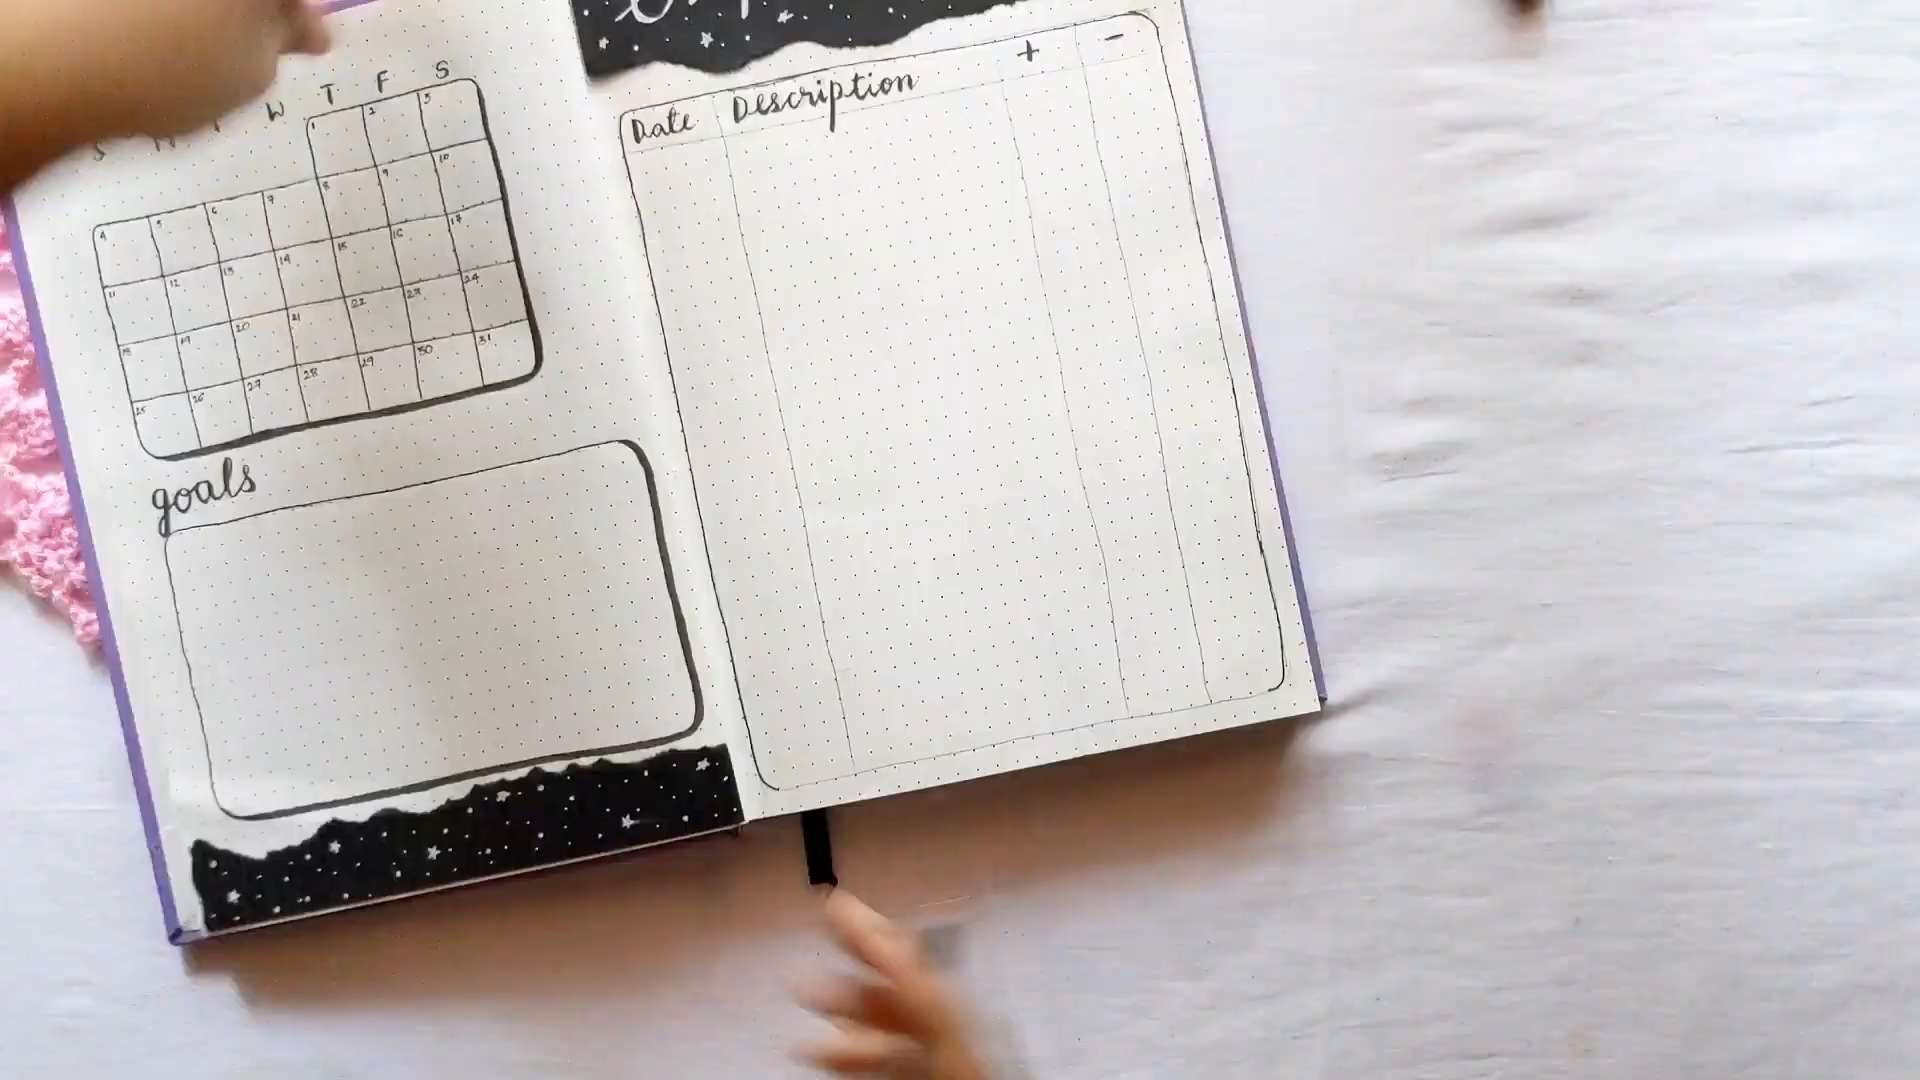 S M T W T F S
1 2 3
4 5 6 7 8 9 10
11 12 13 14 15 16 17
18 19 20 21 22 23 24
25 26 27 28 29 30 31
goals
Date Description + -